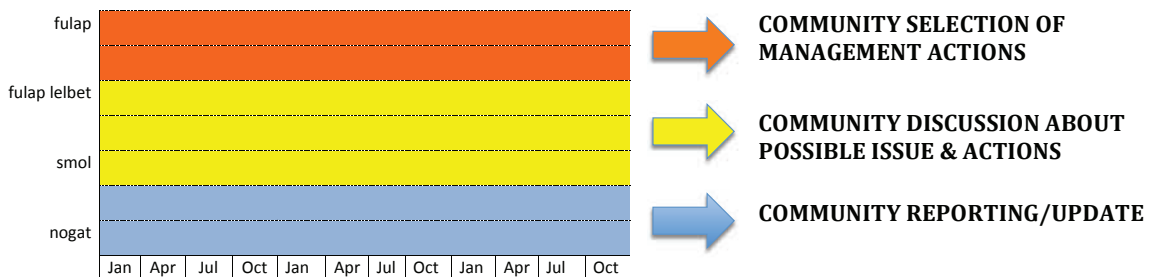 fulap
fulap lelbet
smol
nogat
Jan Apr Jul Oct Jan Apr Jul Oct Jan Apr Jul Oct
COMMUNITY SELECTION OF
MANAGEMENT ACTIONS
COMMUNITY DISCUSSION ABOUT
POSSIBLE ISSUE & ACTIONS
COMMUNITY REPORTING/UPDATE